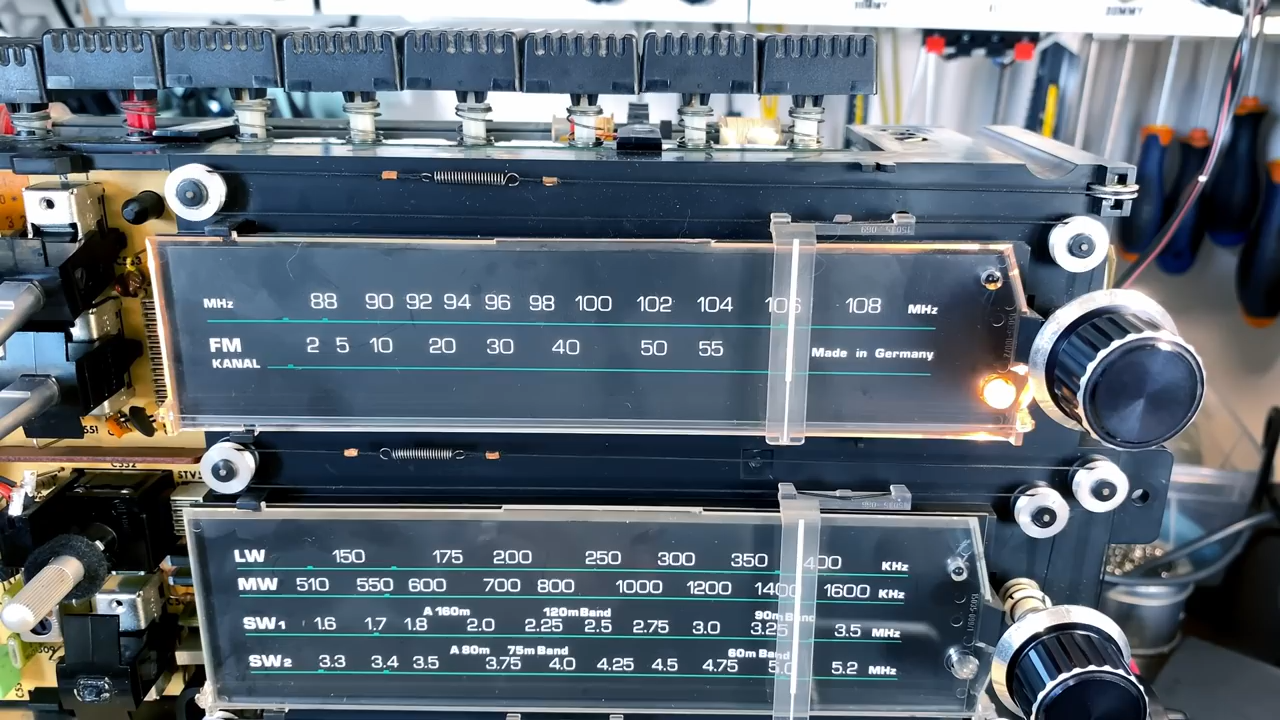 DUMMY
DUMMY
MHz 88 90 92 94 96 98 100 102 104 106 108 MHz
FM 2 5 10 20 30 40 50 55
KANAL
Made in Germany
LW 150 175 200 250 300 350 400 KHz
MW 510 550 600 700 800 1000 1200 1400 1600 KHz
A 160m 120m Band 90m Band
SW1 1.6 1.7 1.8 2.0 2.25 2.5 2.75 3.0 3.25 3.5 MHz
A 80m 75m Band 60m Band
SW2 3.3 3.4 3.5 3.75 4.0 4.25 4.5 4.75 5.0 5.2 MHz